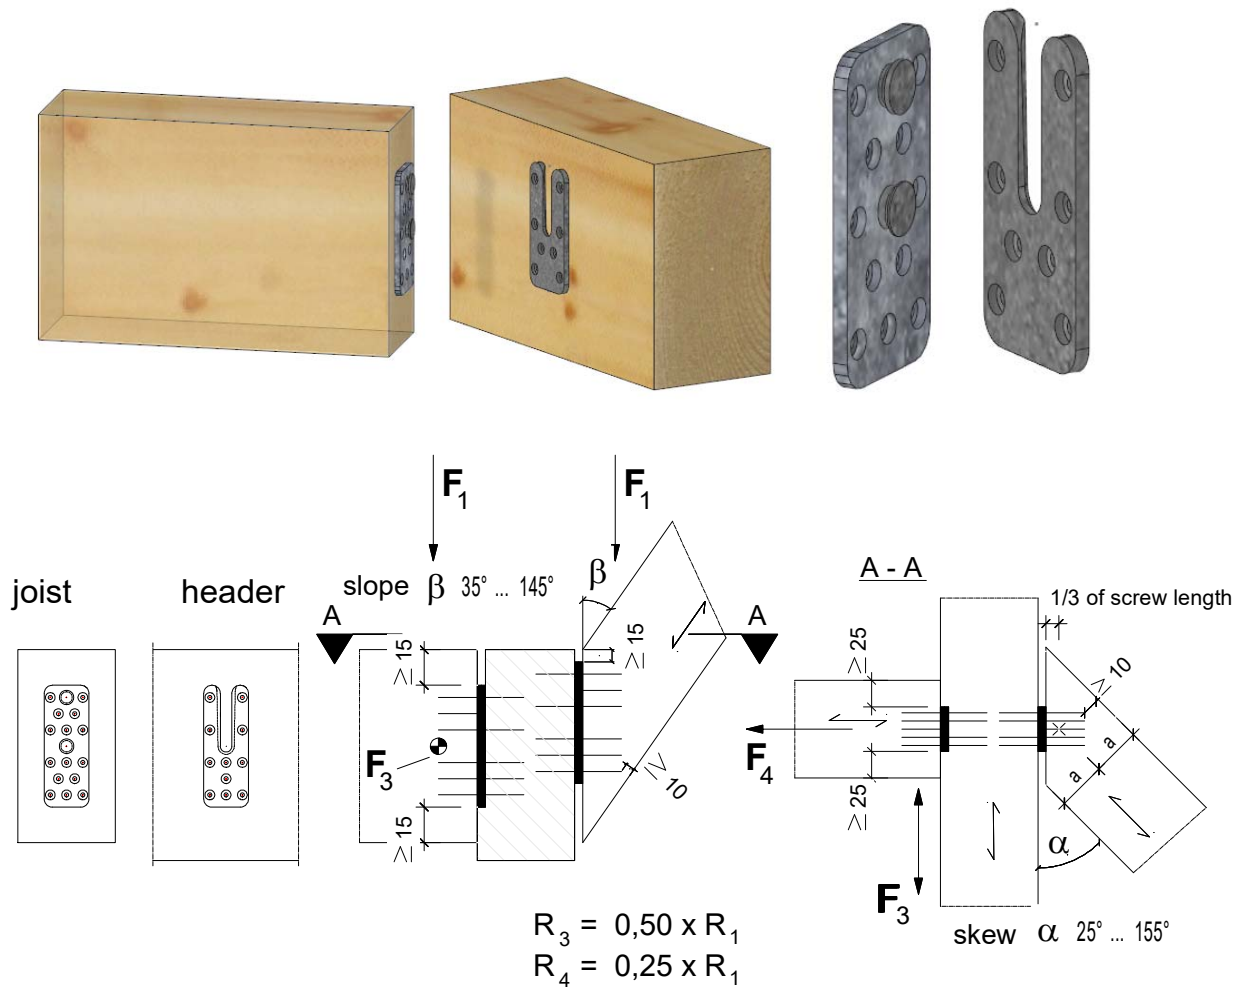 F1
F1
joist
header
slope β 35° ... 145°
β
A
A
≥ 15
≥ 15
≥ 15
≥ 10
F3
A - A
1/3 of screw length
≥ 25
≥ 10
F4
a
a
≥ 25
α
F3
skew α 25° ... 155°
R3 = 0,50 x R1
R4 = 0,25 x R1